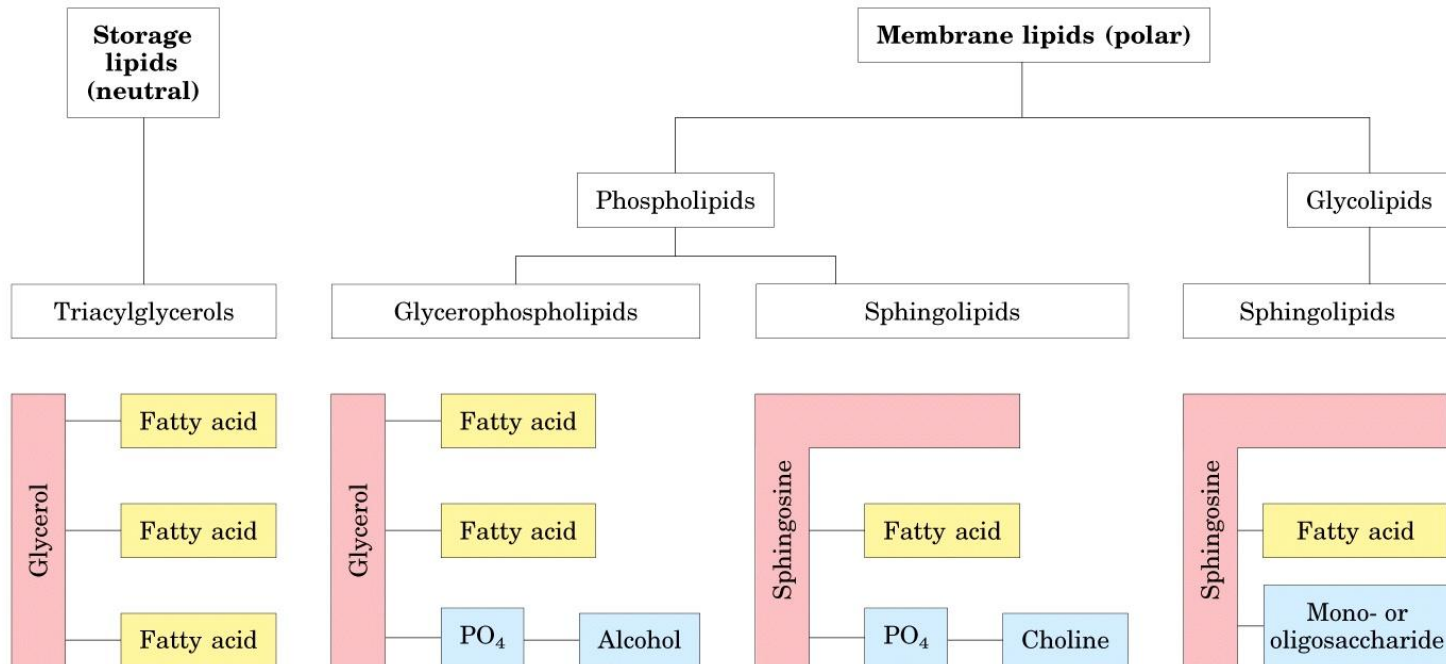 Storage
lipids
(neutral)
Membrane lipids (polar)
Phospholipids
Glycolipids
Triacylglycerols
Glycerophospholipids
Sphingolipids
Sphingolipids
Glycerol
Fatty acid
Fatty acid
Fatty acid
Glycerol
Fatty acid
Fatty acid
PO₄
Alcohol
Sphingosine
Fatty acid
PO₄
Choline
Sphingosine
Fatty acid
Mono- or
oligosaccharide